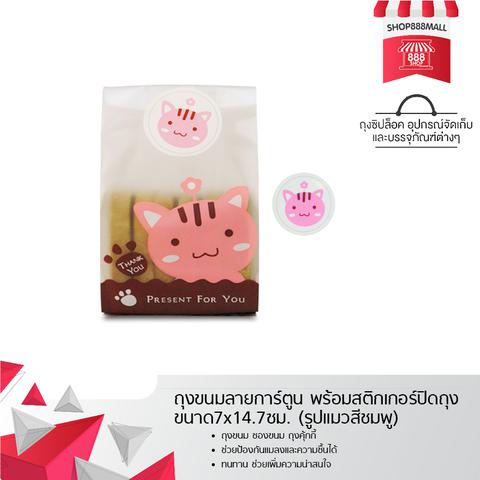 SHOP888MALL
888
SHOP
ถุงซิปล็อค อุปกรณ์จัดเก็บ
และบรรจุภัณฑ์ต่างๆ
THANK
YOU
PRESENT FOR YOU
ถุงขนมลายการ์ตูน พร้อมสติกเกอร์ปิดถุง
ขนาด7x14.7ซม. (รูปแมวสีชมพู)
• ถุงขนม ซองขนม ถุงคุ้กกี้
• ช่วยป้องกันแมลงและความชื้นได้
• ทนทาน ช่วยเพิ่มความน่าสนใจ